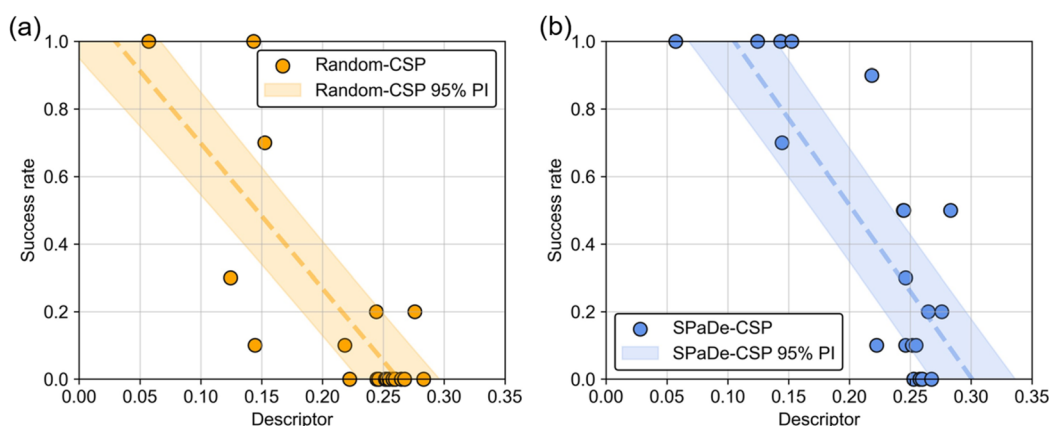 (a)
1.0
0.8
0.6
0.4
0.2
0.0
Success rate
Random-CSP
Random-CSP 95% PI
0.00 0.05 0.10 0.15 0.20 0.25 0.30 0.35
Descriptor
(b)
1.0
0.8
0.6
0.4
0.2
0.0
Success rate
SPaDe-CSP
SPaDe-CSP 95% PI
0.00 0.05 0.10 0.15 0.20 0.25 0.30 0.35
Descriptor